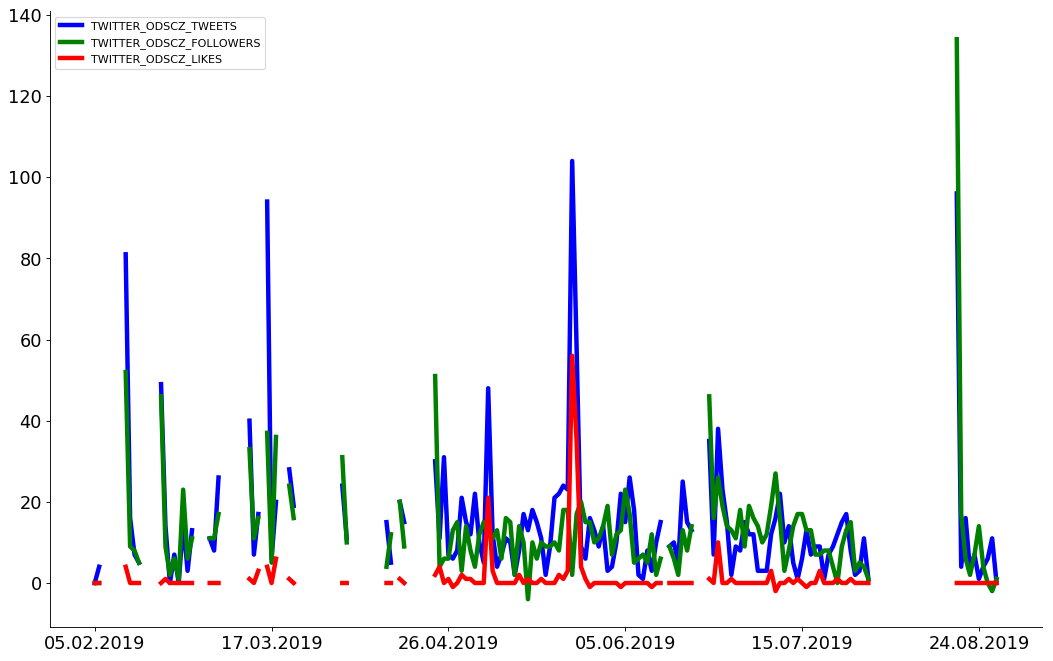 TWITTER_ODSCZ_TWEETS
TWITTER_ODSCZ_FOLLOWERS
TWITTER_ODSCZ_LIKES
140
120
100
80
60
40
20
0
05.02.2019 17.03.2019 26.04.2019 05.06.2019 15.07.2019 24.08.2019